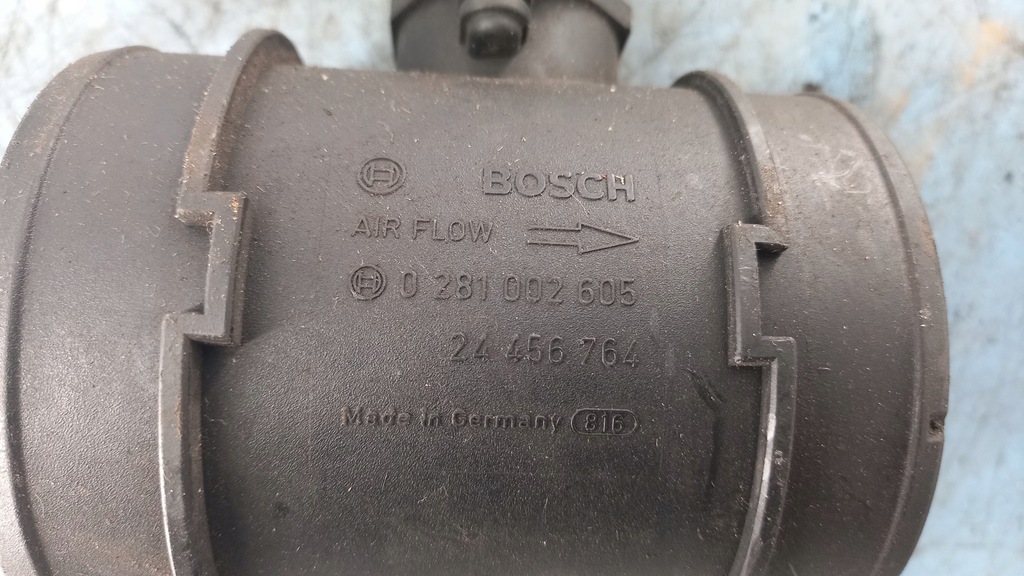 BOSCH
AIR FLOW
0 281 002 605
24 456 764
Made in Germany 816